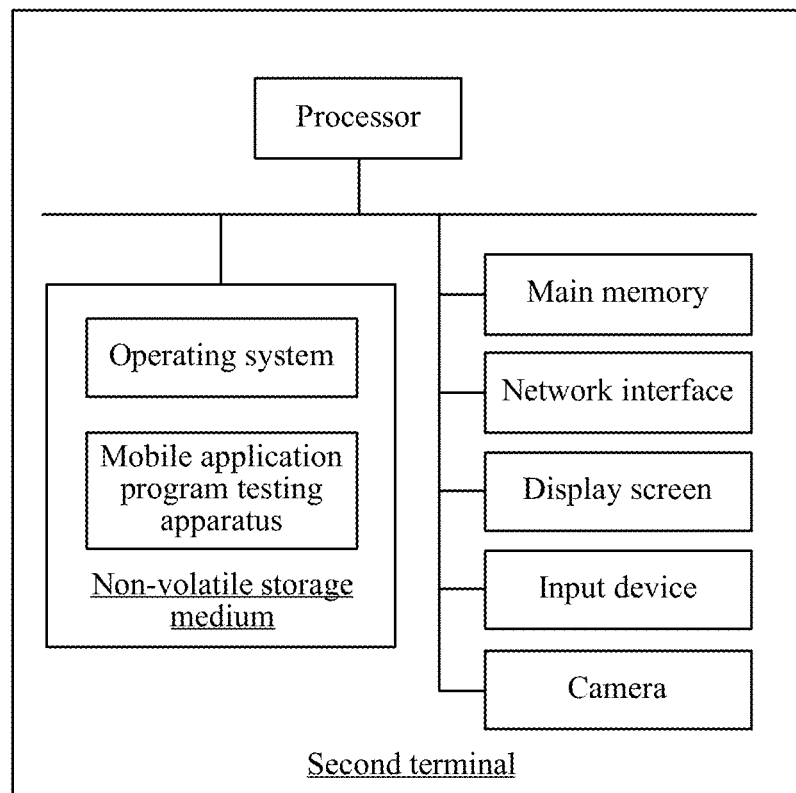 Processor
Operating system
Mobile application
program testing
apparatus
Non-volatile storage
medium
Main memory
Network interface
Display screen
Input device
Camera
Second terminal